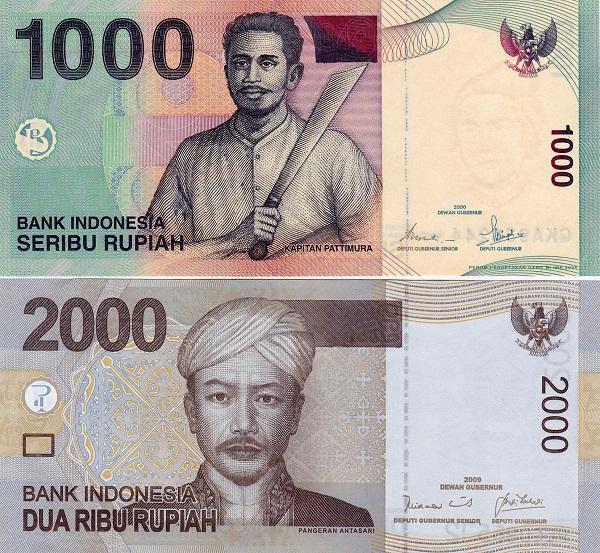 1000
BANK INDONESIA
SERIBU RUPIAH
KAPITAN PATTIMURA
1000
2000
DEWAN GUBERNUR
DEPUTI GUBERNUR SENIOR DEPUTI GUBERNUR
2000
BANK INDONESIA
DUA RIBU RUPIAH
PANGERAN ANTASARI
2000
2009
DEWAN GUBERNUR
DEPUTI GUBERNUR SENIOR DEPUTI GUBERNUR